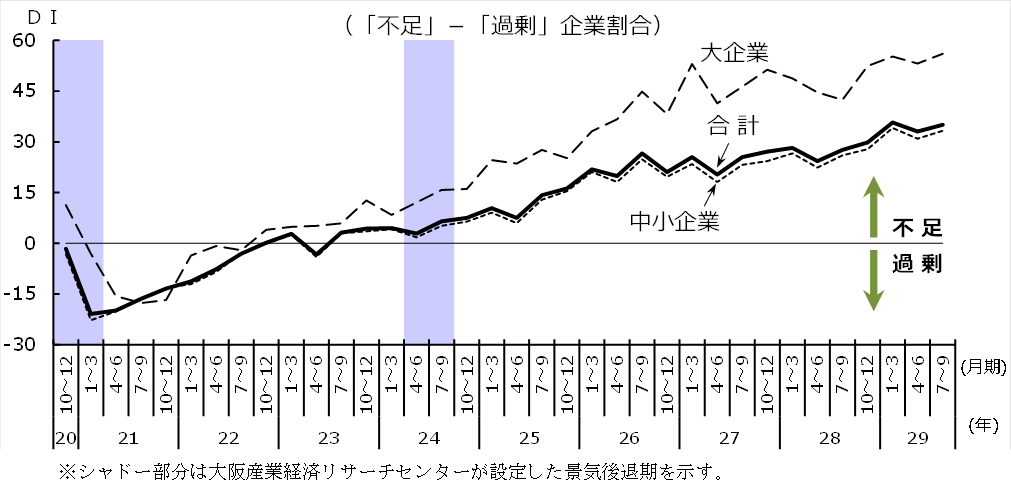 ＤＩ
（「不足」－「過剰」企業割合）
60
45
30
15
0
-15
-30
大企業
合 計
中小企業
不 足
過 剰
10～12 1～3 4～6 7～9 10～12 1～3 4～6 7～9 10～12 1～3 4～6 7～9 10～12 1～3 4～6 7～9 10～12 1～3 4～6 7～9 10～12 1～3 4～6 7～9 10～12 1～3 4～6 7～9 10～12 1～3 4～6 7～9 10～12 1～3 4～6 7～9
(月期)
20 21 22 23 24 25 26 27 28 29
(年)
※シャドー部分は大阪産業経済リサーチセンターが設定した景気後退期を示す。